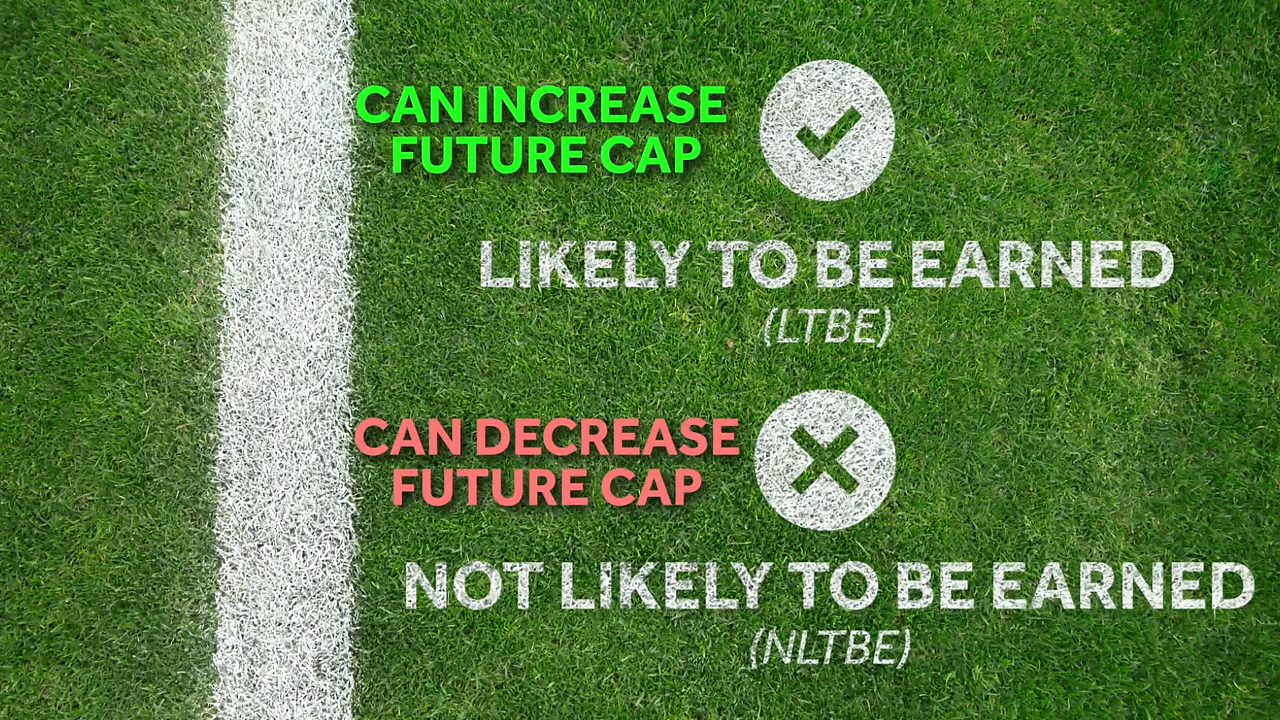 CAN INCREASE
FUTURE CAP
LIKELY TO BE EARNED
(LTBE)
CAN DECREASE
FUTURE CAP
NOT LIKELY TO BE EARNED
(NLTBE)